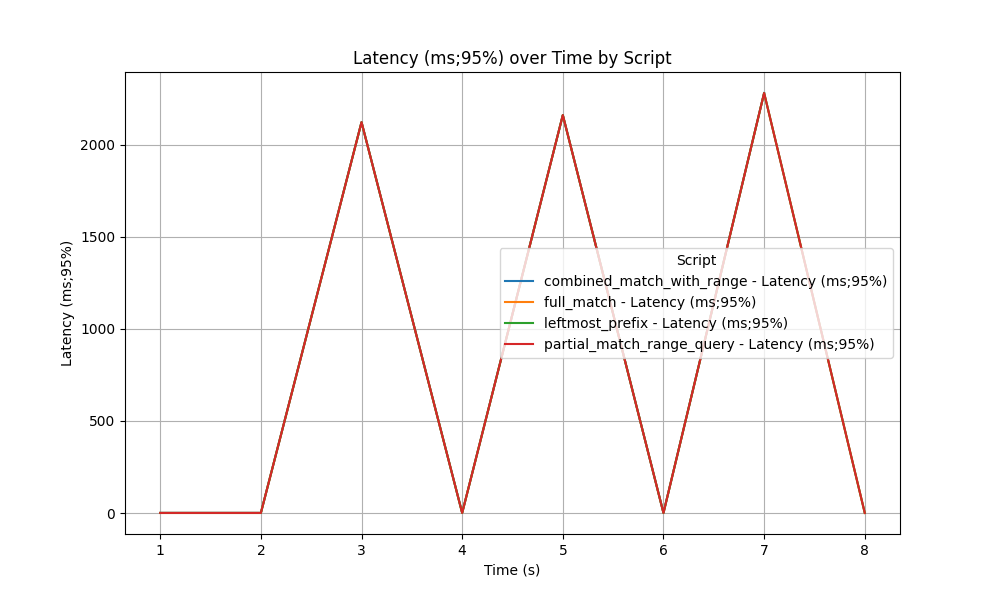 Latency (ms;95%) over Time by Script
Latency (ms;95%)
2000
1500
1000
500
0
Script
combined_match_with_range - Latency (ms;95%)
full_match - Latency (ms;95%)
leftmost_prefix - Latency (ms;95%)
partial_match_range_query - Latency (ms;95%)
1 2 3 4 5 6 7 8
Time (s)